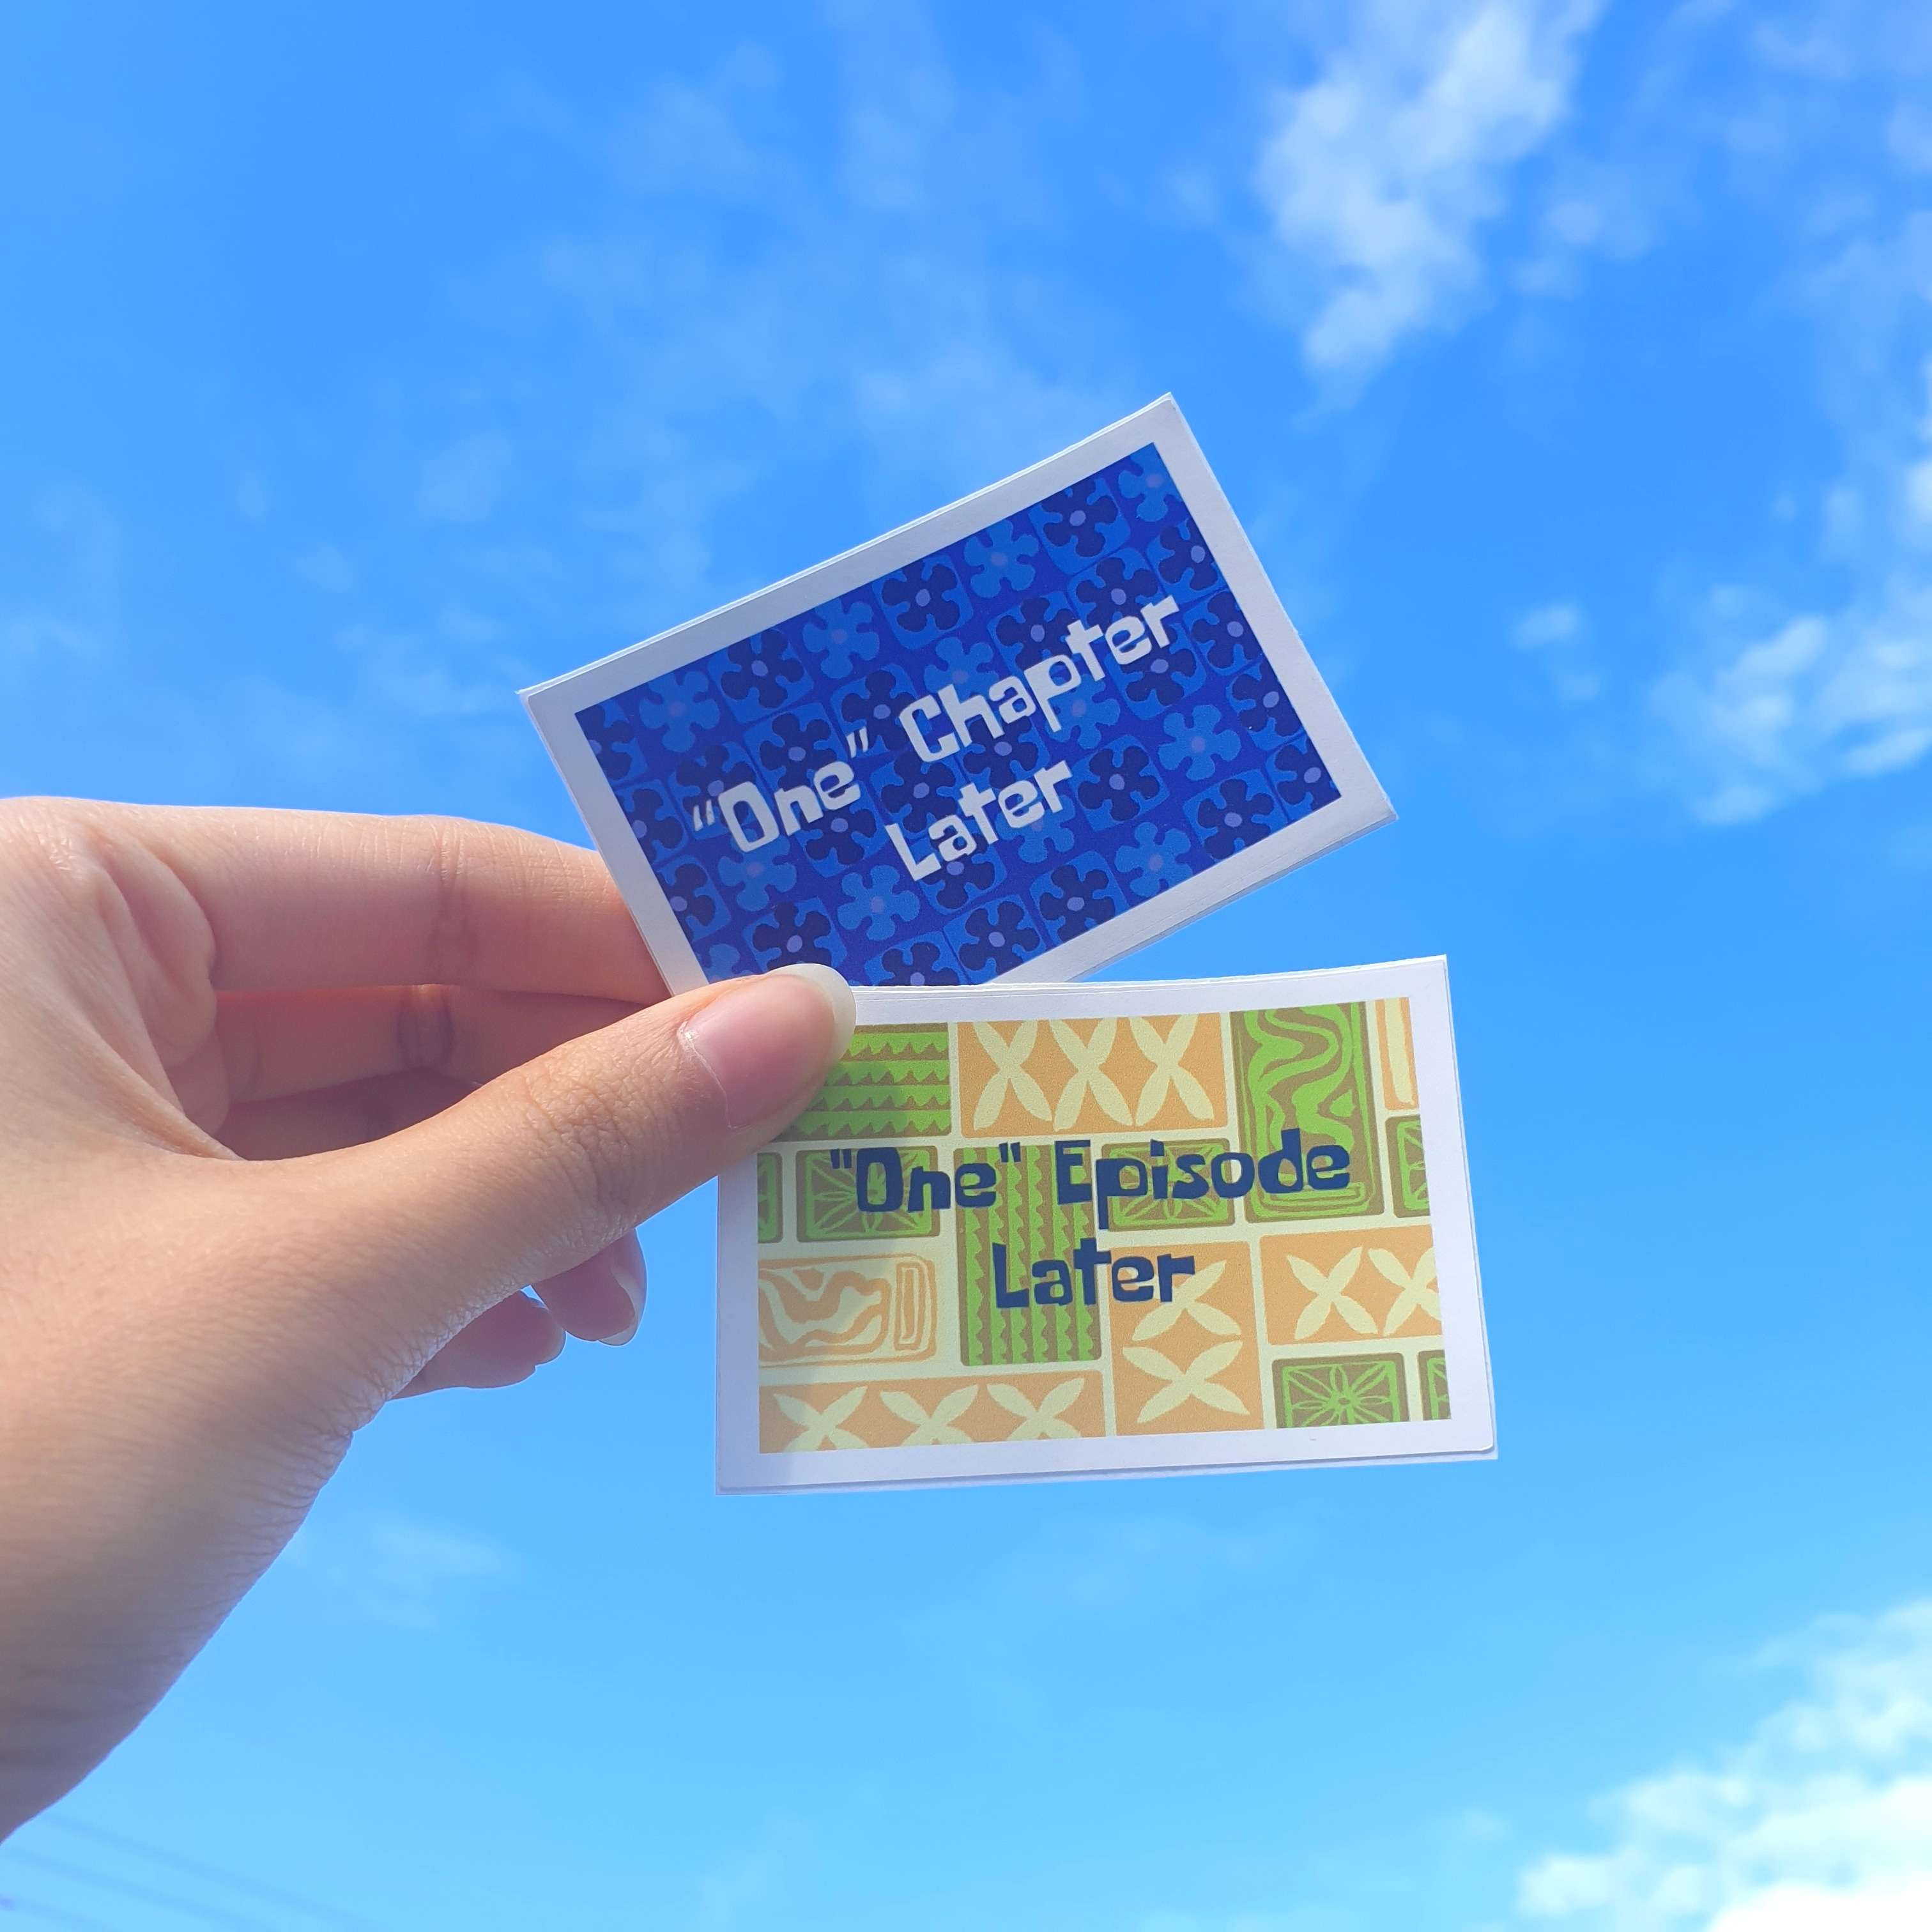 “One” Chapter
Later
"One" Episode
Later